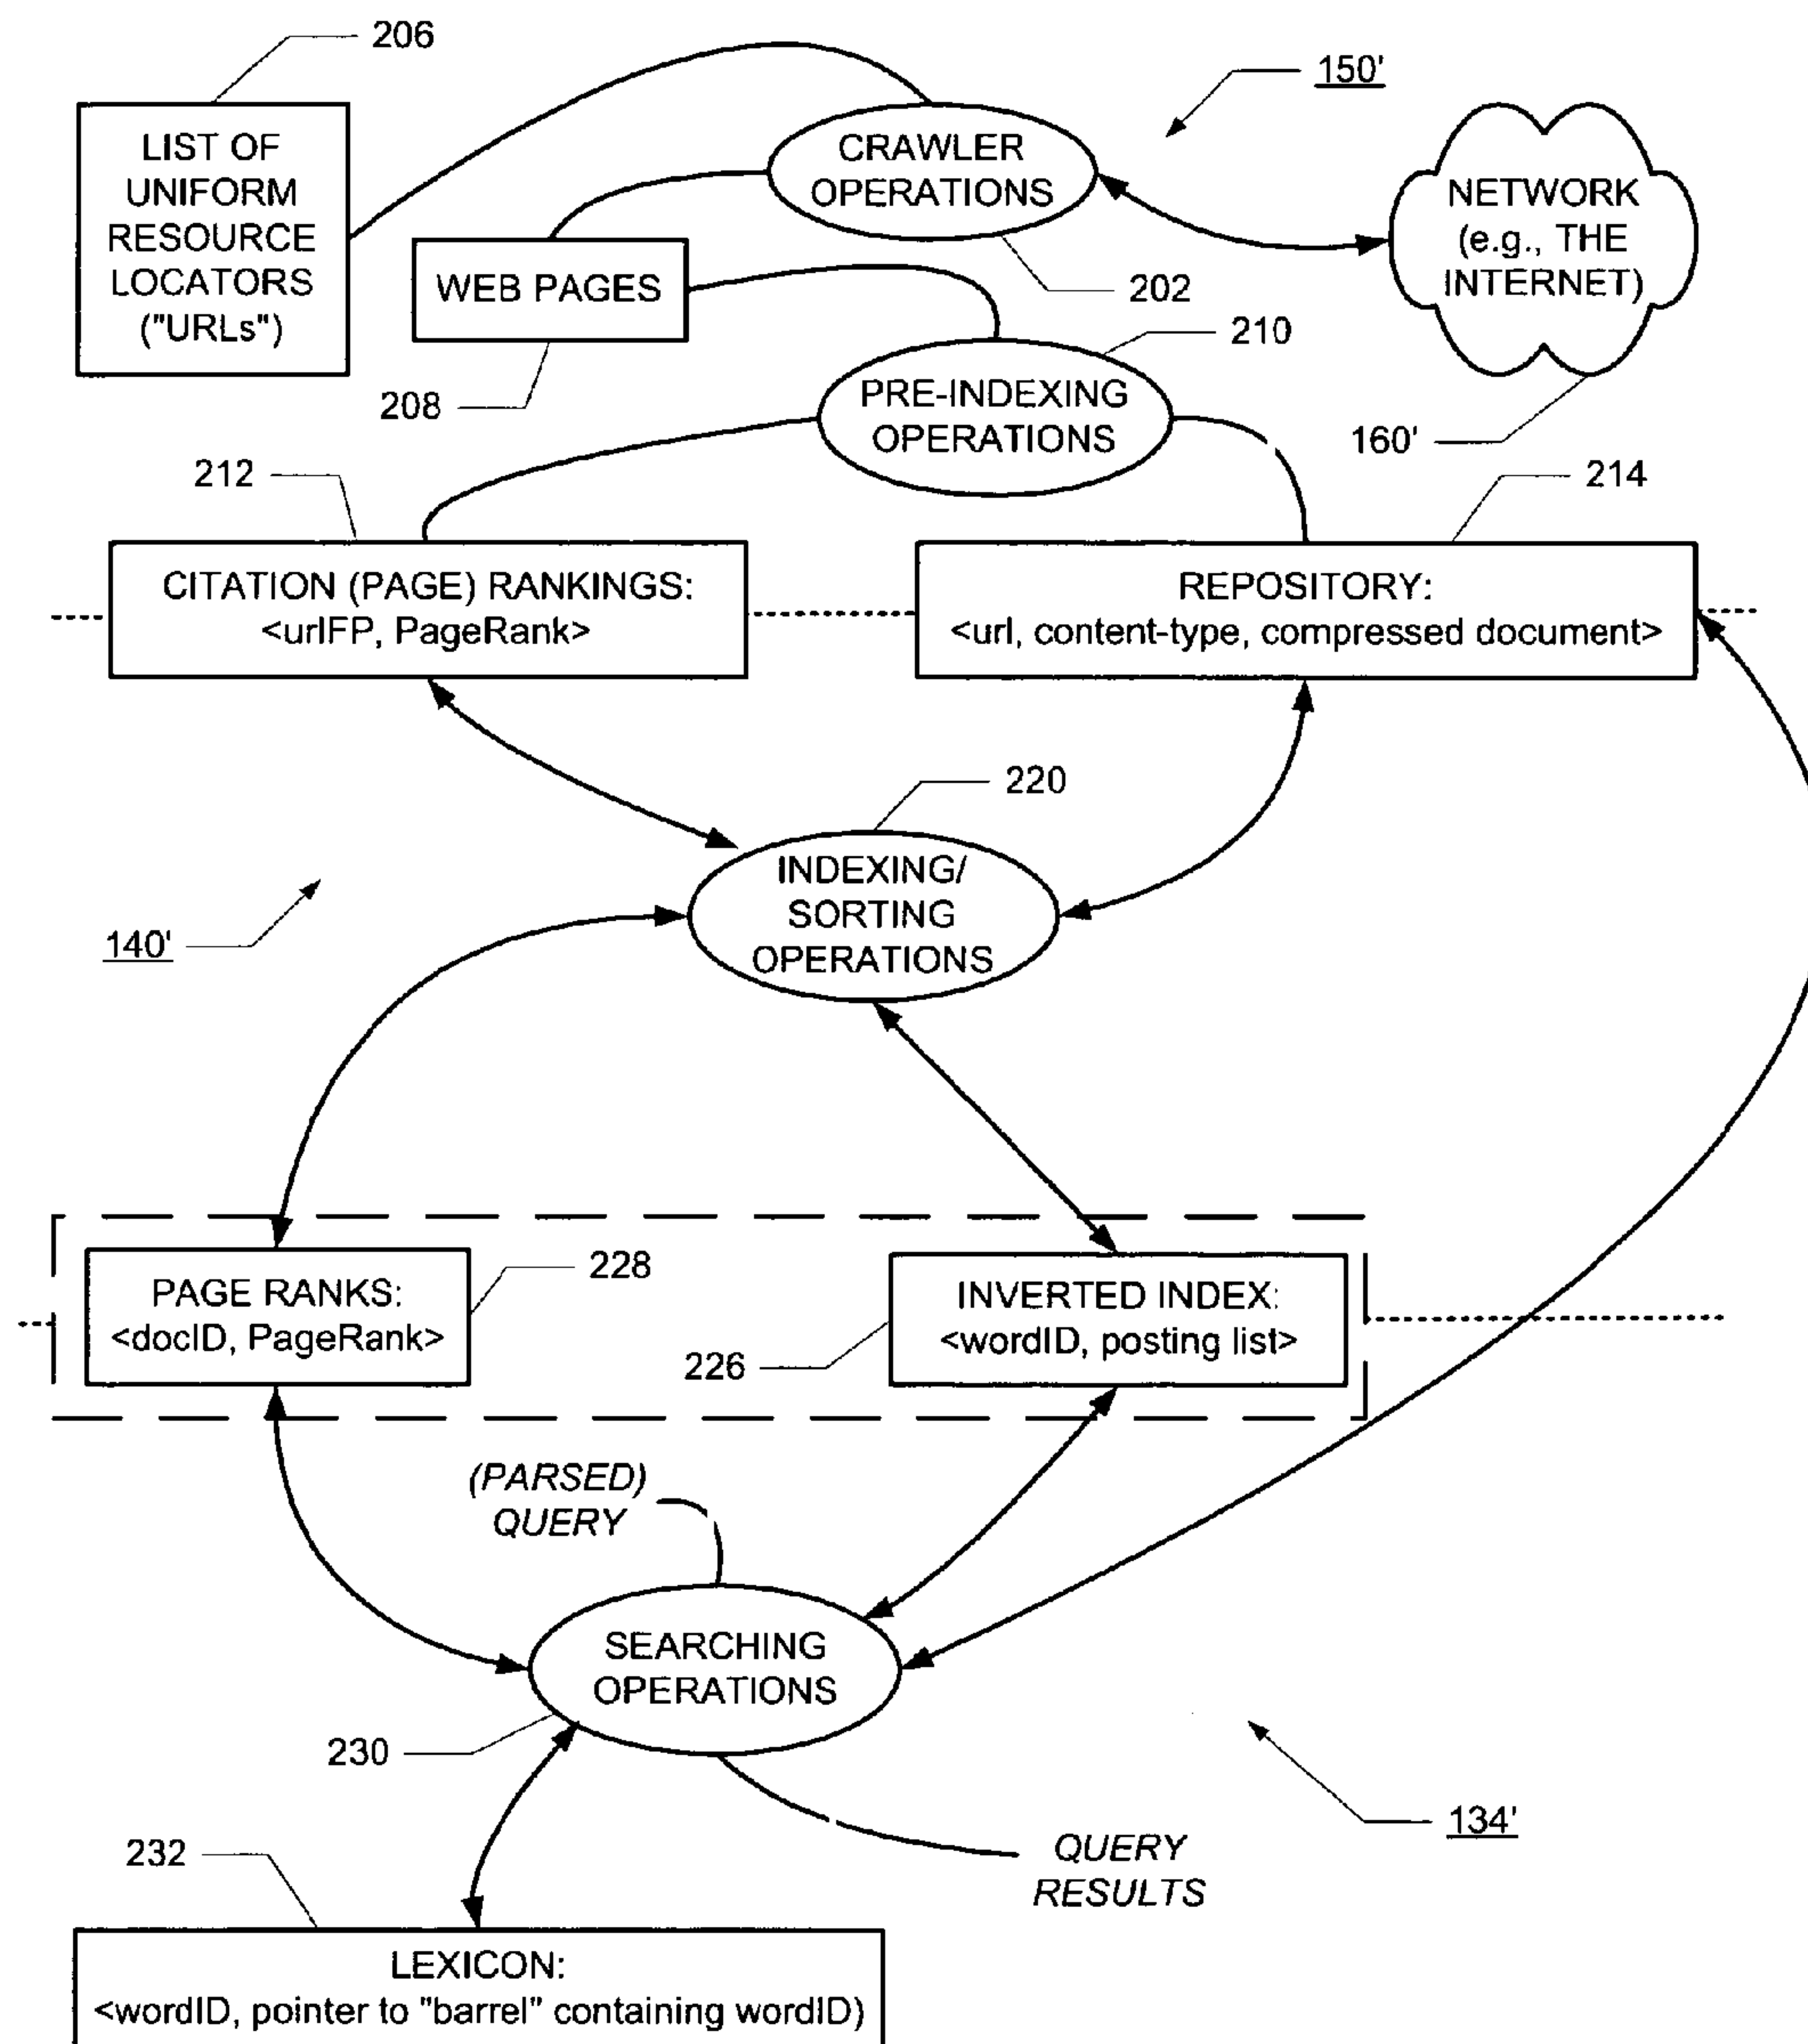 206
150'
LIST OF
UNIFORM
RESOURCE
LOCATORS
("URLs")
CRAWLER
OPERATIONS
NETWORK
(e.g., THE
INTERNET)
WEB PAGES
202
210
208
PRE-INDEXING
OPERATIONS
160'
212
214
CITATION (PAGE) RANKINGS:
<urlFP, PageRank>
REPOSITORY:
<url, content-type, compressed document>
220
INDEXING/
SORTING
OPERATIONS
140'
PAGE RANKS:
<docID, PageRank>
228
INVERTED INDEX:
<wordID, posting list>
226
(PARSED)
QUERY
SEARCHING
OPERATIONS
230
134'
QUERY
RESULTS
232
LEXICON:
<wordID, pointer to "barrel" containing wordID)